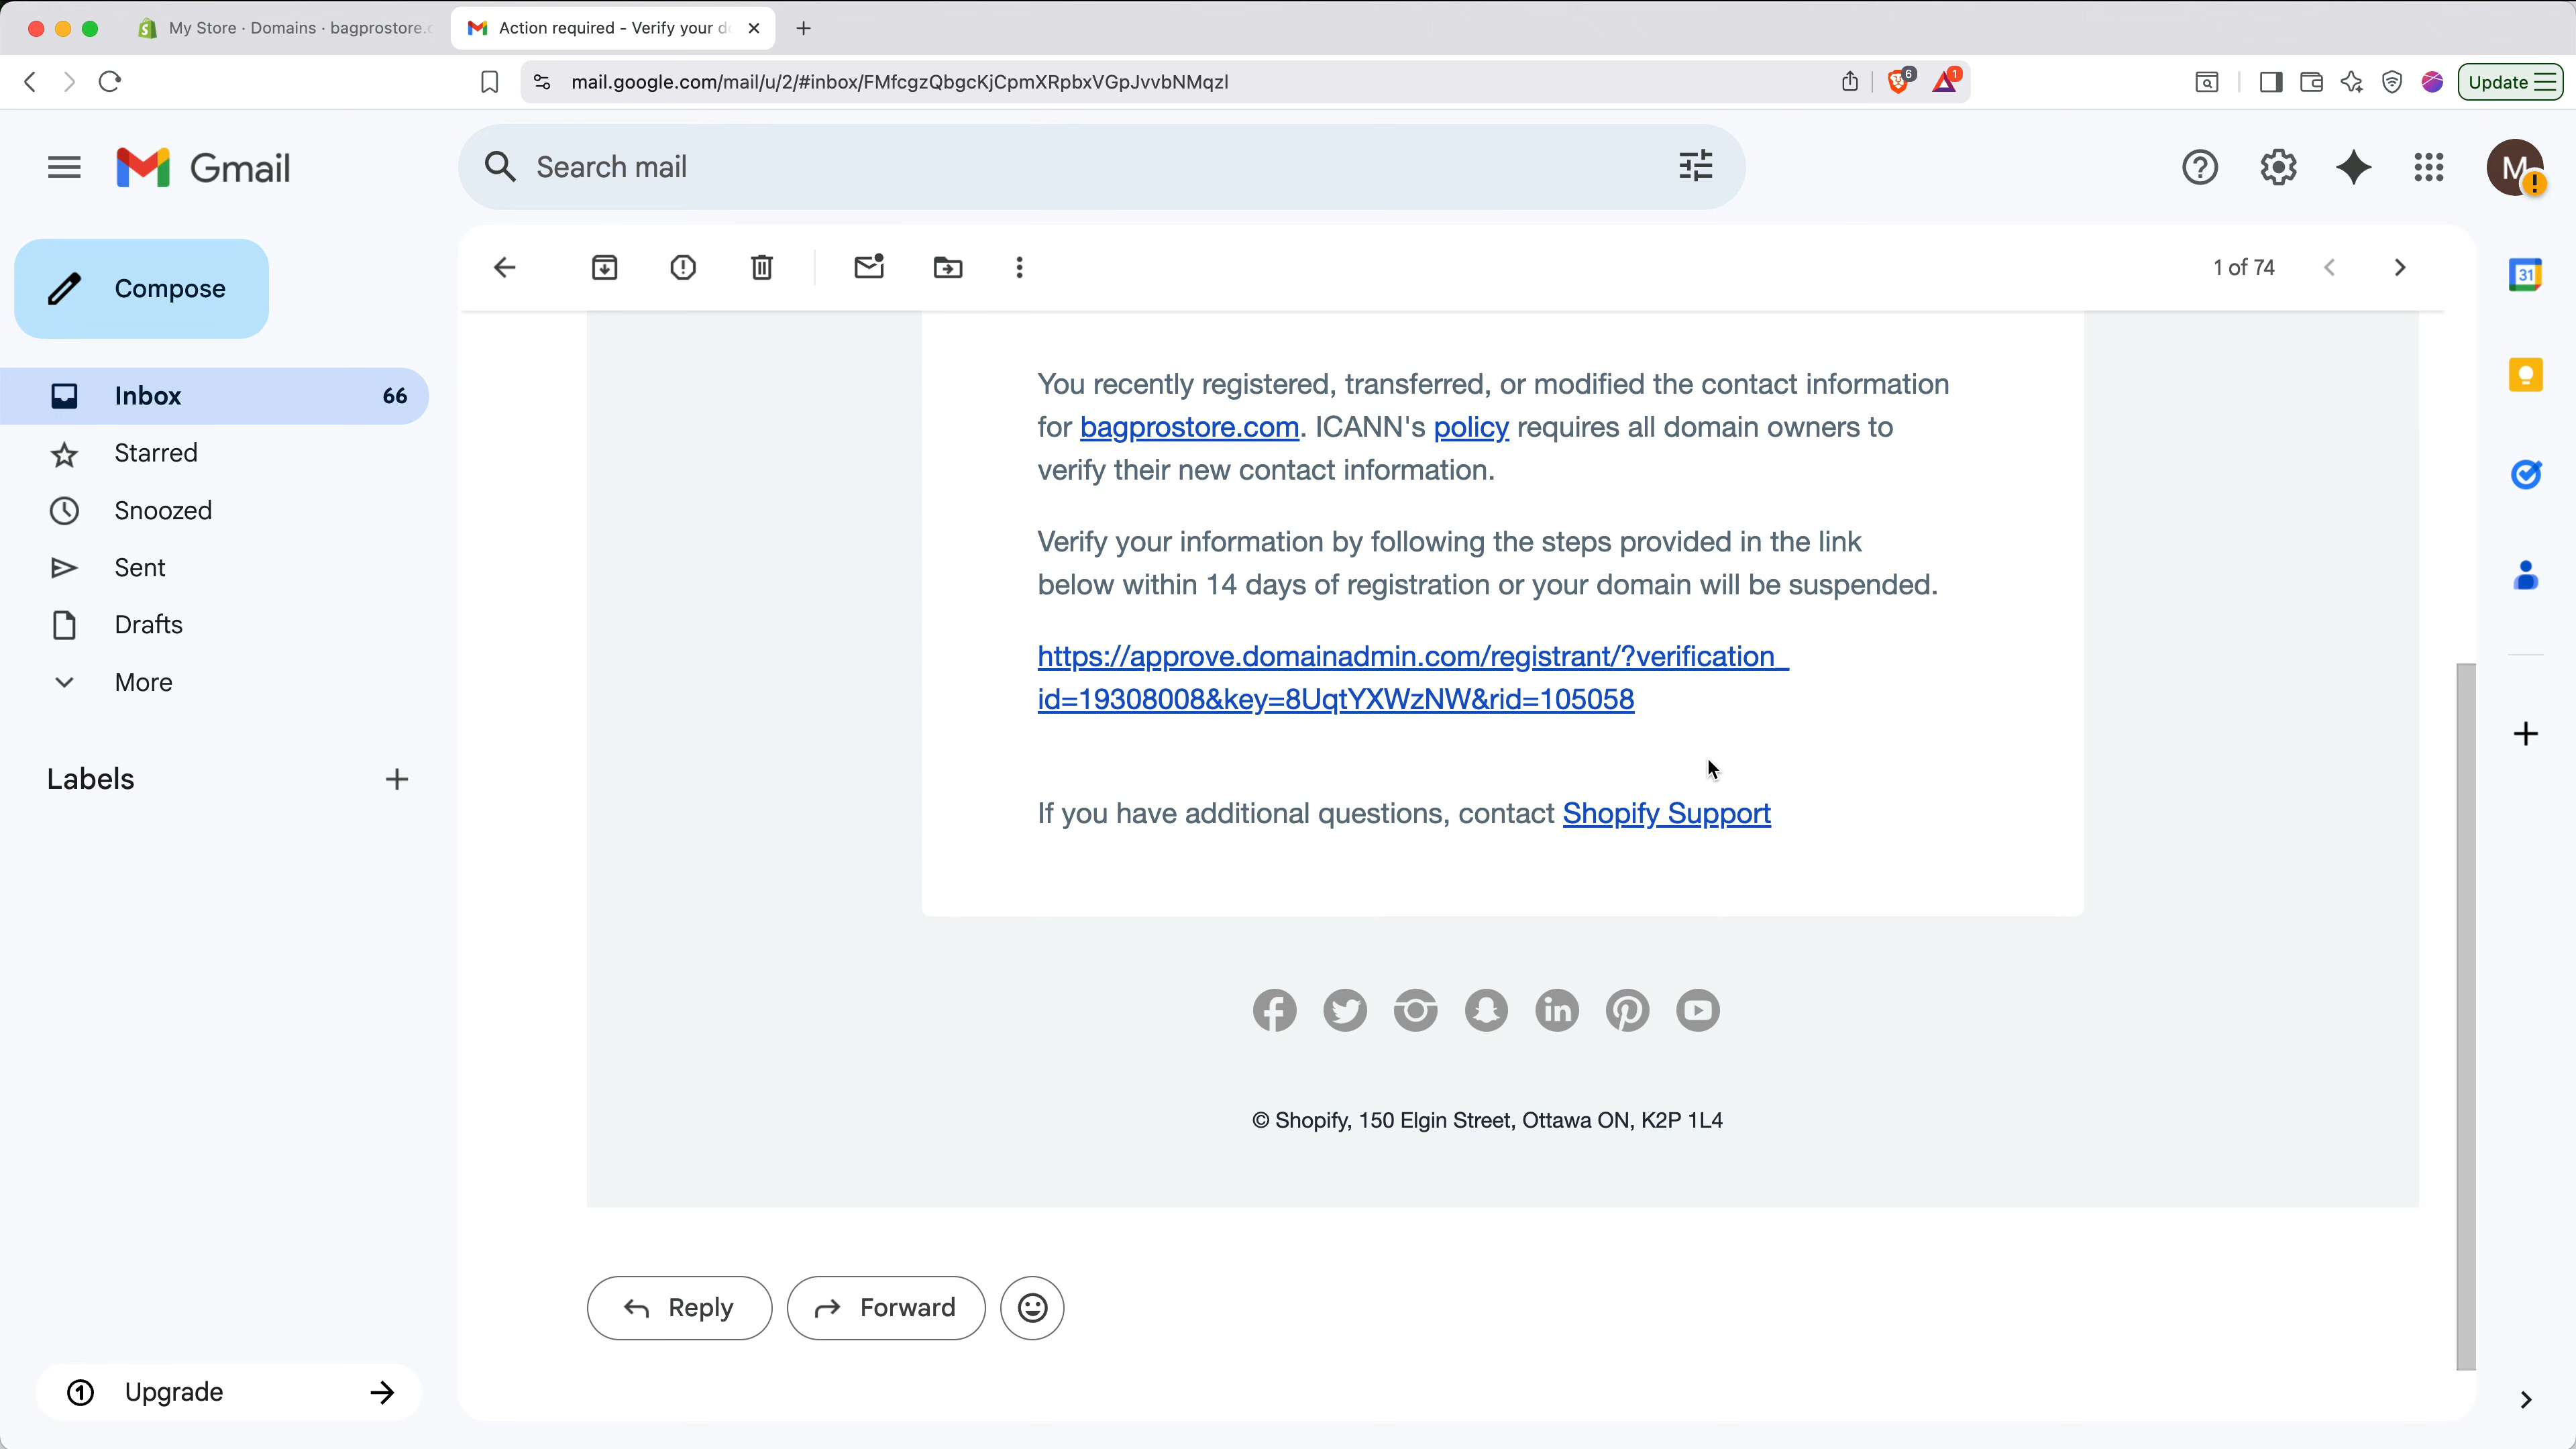 My Store · Domains · bagprostore.c
Action required - Verify your d
mail.google.com/mail/u/2/#inbox/FMfcgzQbgcKjCpmXRpbxVGpJvvbNMqzl
6
1
Update
Gmail
Search mail
M
!
Compose
1 of 74
31
Inbox 66
Starred
Snoozed
Sent
Drafts
More
Labels
You recently registered, transferred, or modified the contact information
for bagprostore.com. ICANN's policy requires all domain owners to
verify their new contact information.
Verify your information by following the steps provided in the link
below within 14 days of registration or your domain will be suspended.
https://approve.domainadmin.com/registrant/?verification_
id=19308008&key=8UqtYXWzNW&rid=105058
If you have additional questions, contact Shopify Support
© Shopify, 150 Elgin Street, Ottawa ON, K2P 1L4
Reply
Forward
1 Upgrade